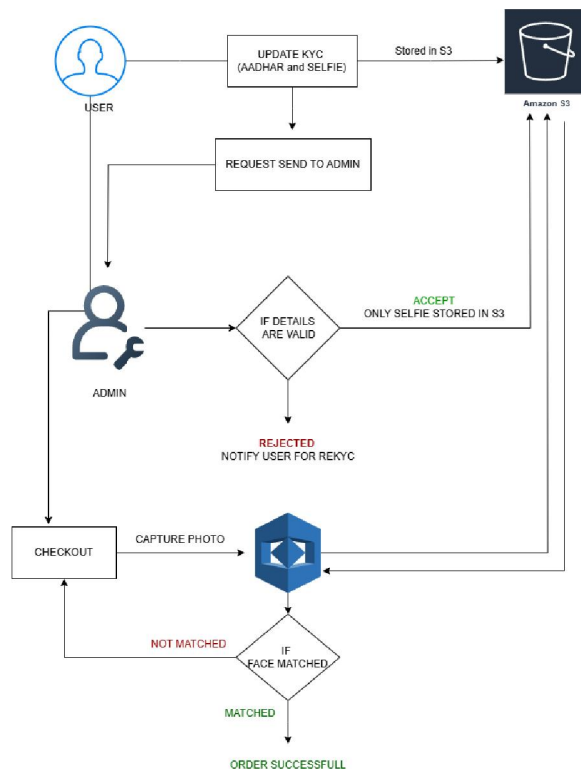 UPDATE KYC
(AADHAR and SELFIE)
Stored in S3
Amazon S3
USER
REQUEST SEND TO ADMIN
ACCEPT
ONLY SELFIE STORED IN S3
IF DETAILS
ARE VALID
ADMIN
REJECTED
NOTIFY USER FOR REKYC
CHECKOUT
CAPTURE PHOTO
NOT MATCHED
IF
FACE MATCHED
MATCHED
ORDER SUCCESSFULL